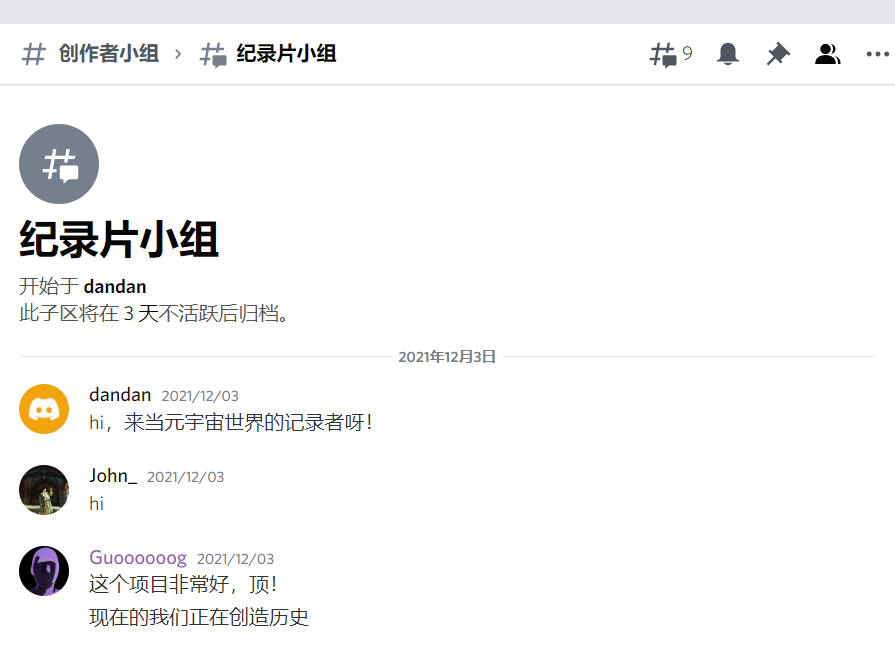 创作者小组 › 纪录片小组 9
纪录片小组
开始于 dandan
此子区将在 3 天不活跃后归档。
2021年12月3日
dandan 2021/12/03
hi，来当元宇宙世界的记录者呀！
John_ 2021/12/03
hi
Guoooooog 2021/12/03
这个项目非常好，顶！
现在的我们正在创造历史